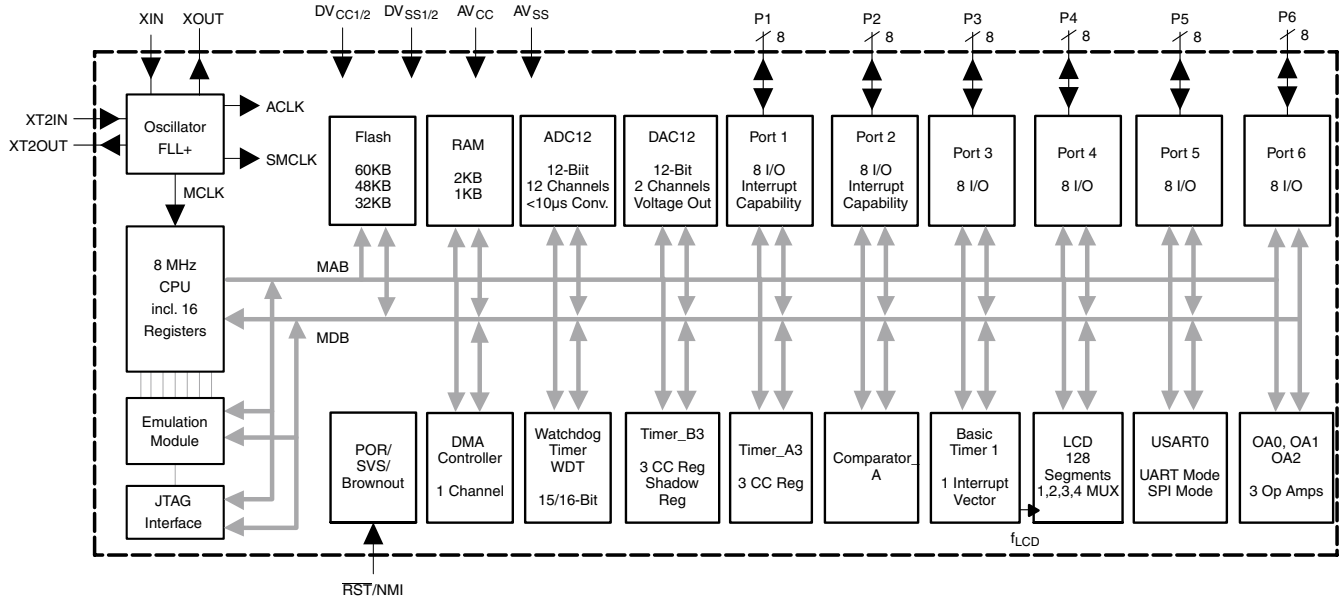 XIN
XOUT
DVCC1/2
DVSS1/2
AVCC
AVSS
P1
8
P2
8
P3
8
P4
8
P5
8
P6
8
XT2IN
XT2OUT
Oscillator
FLL+
ACLK
SMCLK
MCLK
Flash
60KB
48KB
32KB
RAM
2KB
1KB
ADC12
12-Biit
12 Channels
<10µs Conv.
DAC12
12-Bit
2 Channels
Voltage Out
Port 1
8 I/O
Interrupt
Capability
Port 2
8 I/O
Interrupt
Capability
Port 3
8 I/O
Port 4
8 I/O
Port 5
8 I/O
Port 6
8 I/O
8 MHz
CPU
incl. 16
Registers
MAB
MDB
Emulation
Module
JTAG
Interface
POR/
SVS/
Brownout
DMA
Controller
1 Channel
Watchdog
Timer
WDT
15/16-Bit
Timer_B3
3 CC Reg
Shadow
Reg
Timer_A3
3 CC Reg
Comparator_
A
Basic
Timer 1
1 Interrupt
Vector
LCD
128
Segments
1,2,3,4 MUX
USART0
UART Mode
SPI Mode
OA0, OA1
OA2
3 Op Amps
fLCD
RST/NMI